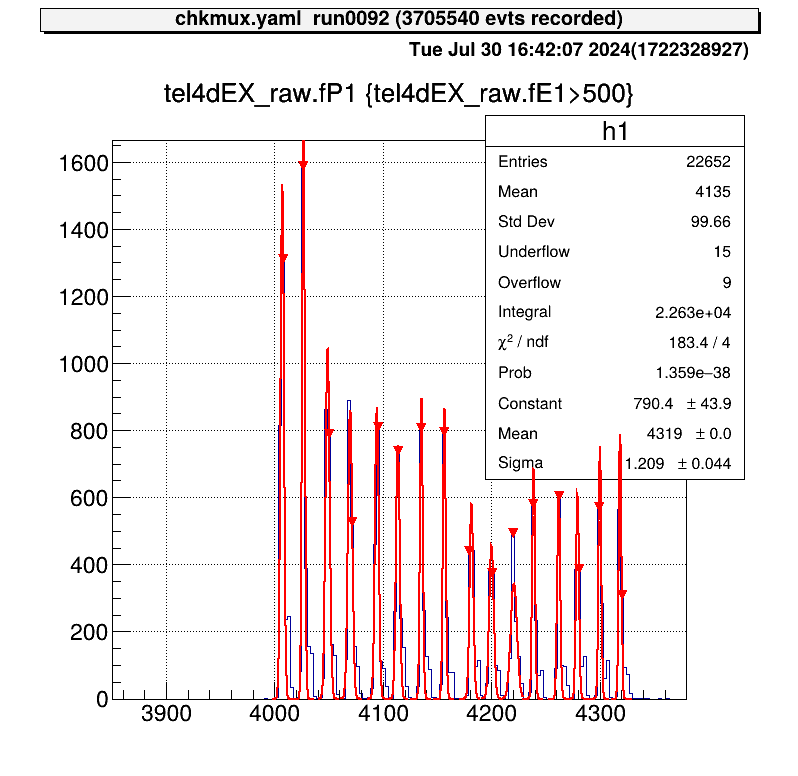 chkmux.yaml  run0092 (3705540 evts recorded)
Tue Jul 30 16:42:07 2024(1722328927)
tel4dEX_raw.fP1 {tel4dEX_raw.fE1>500}
h1
Entries 22652
Mean 4135
Std Dev 99.66
Underflow 15
Overflow 9
Integral 2.263e+04
χ² / ndf 183.4 / 4
Prob 1.359e−38
Constant 790.4 ± 43.9
Mean 4319 ± 0.0
Sigma 1.209 ± 0.044
1600
1400
1200
1000
800
600
400
200
0
3900 4000 4100 4200 4300